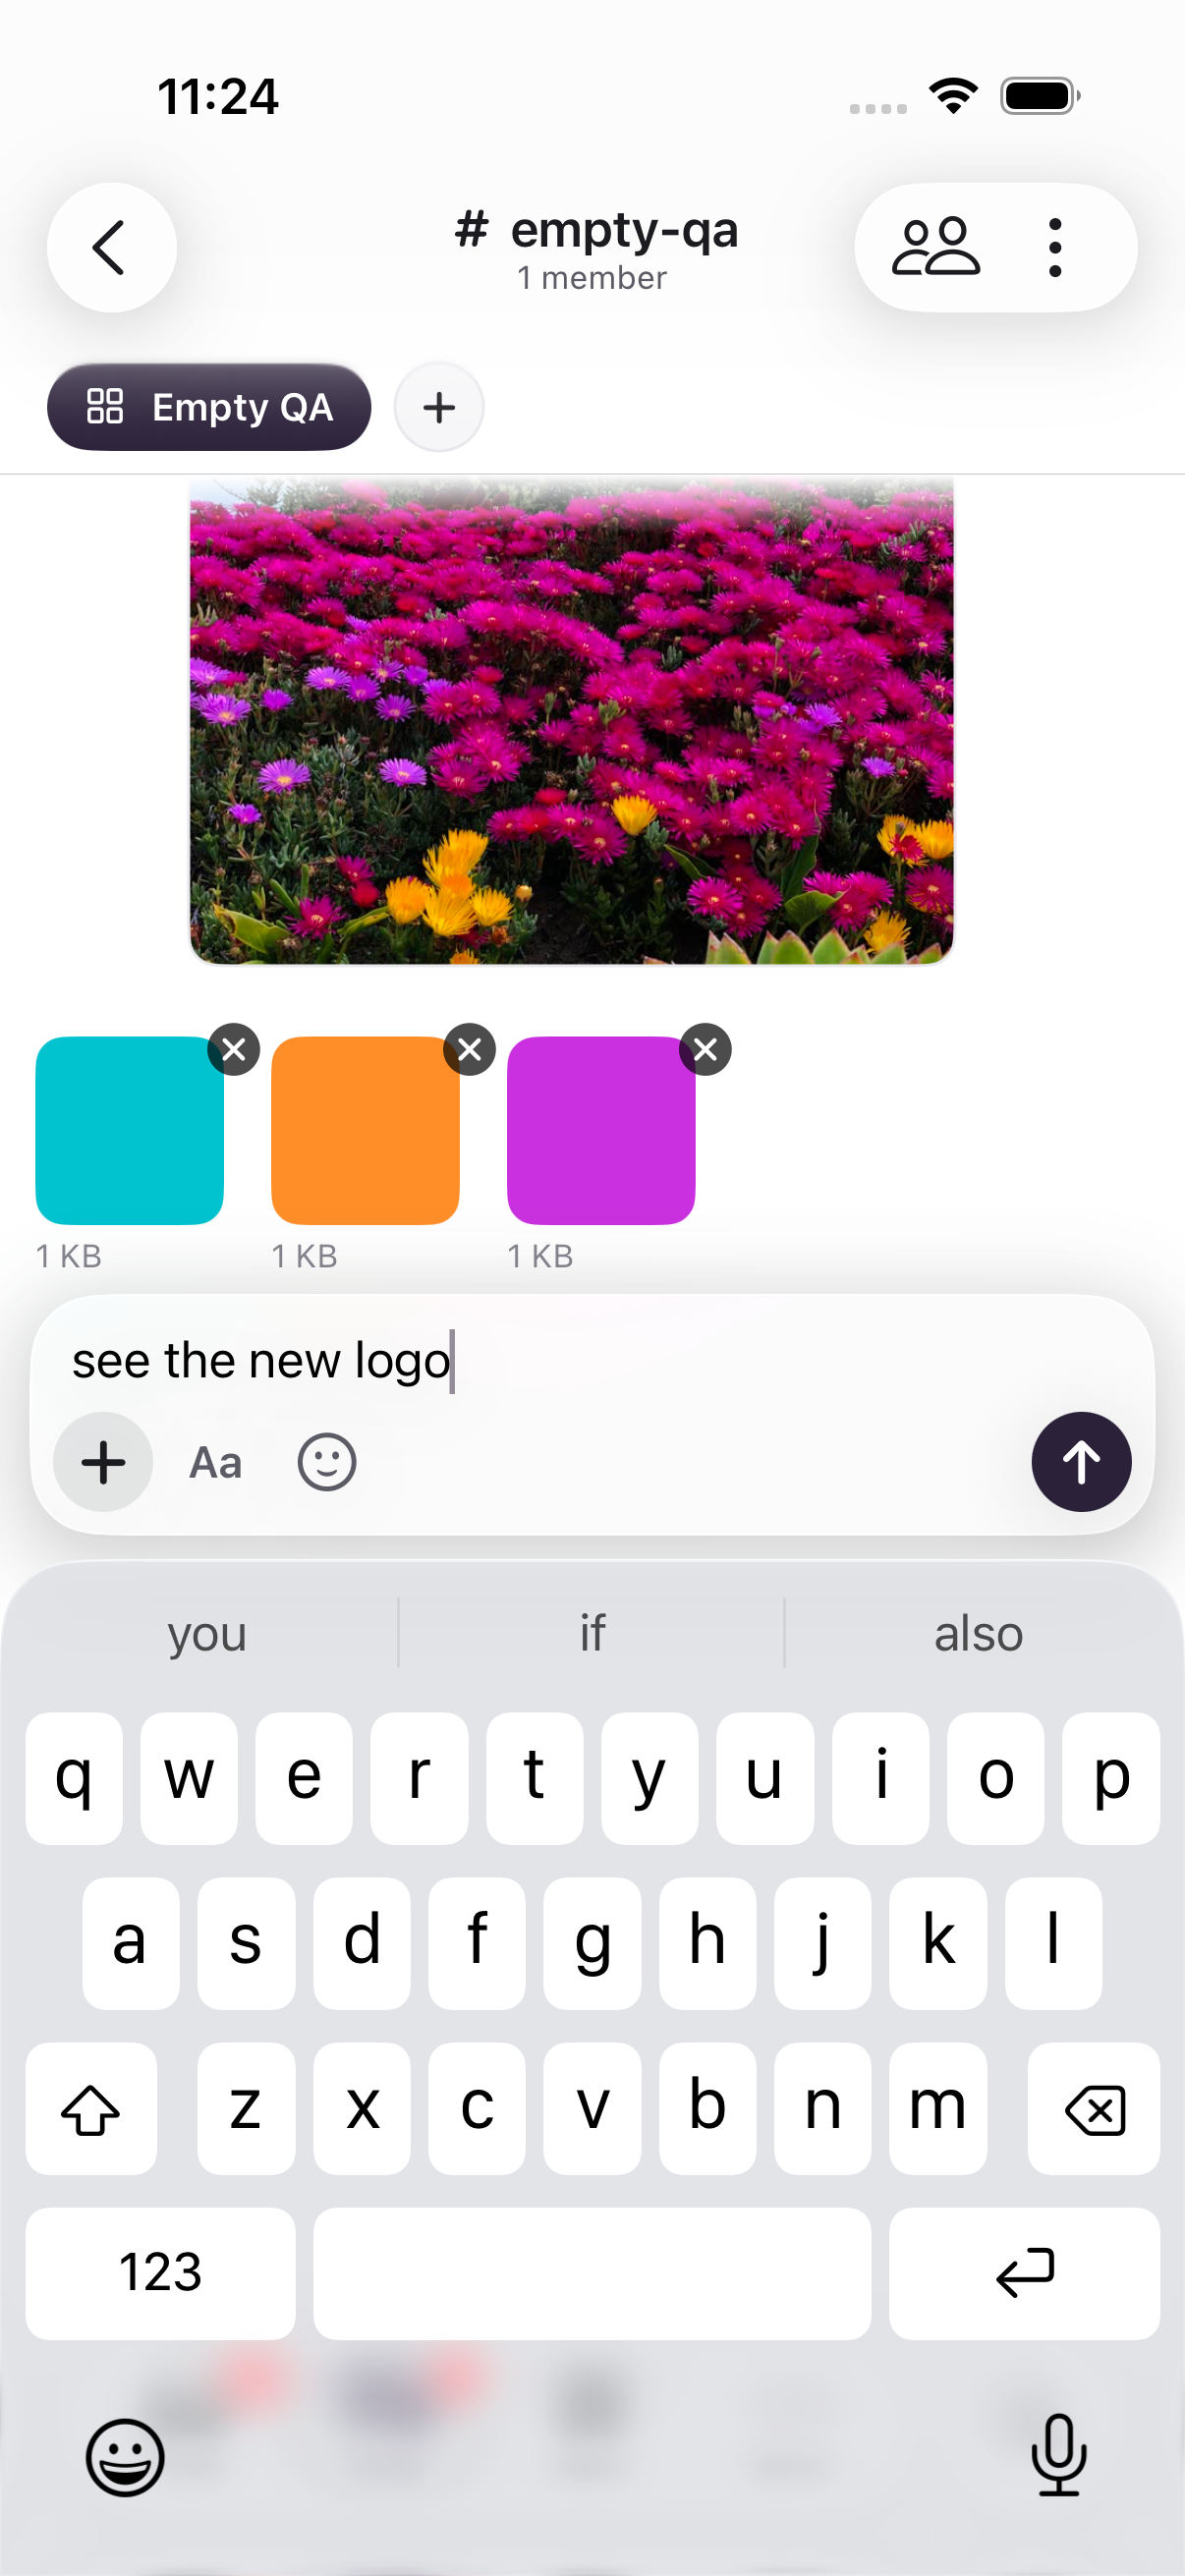 11:24
# empty-qa
1 member
Empty QA
1 KB
1 KB
1 KB
see the new logo
Aa
you
if
also
q w e r t y u i o p
a s d f g h j k l
z x c v b n m
123